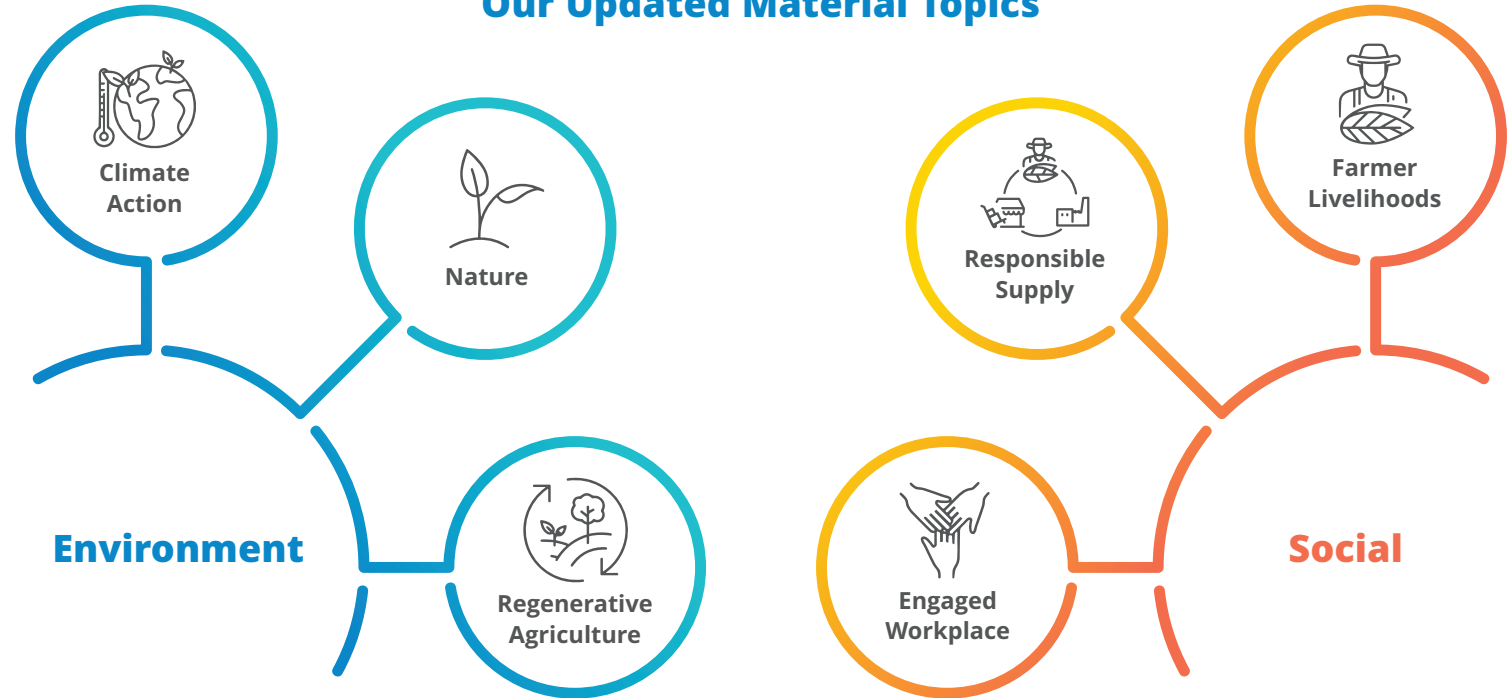 Our Updated Material Topics
Climate
Action
Nature
Regenerative
Agriculture
Environment
Responsible
Supply
Farmer
Livelihoods
Engaged
Workplace
Social